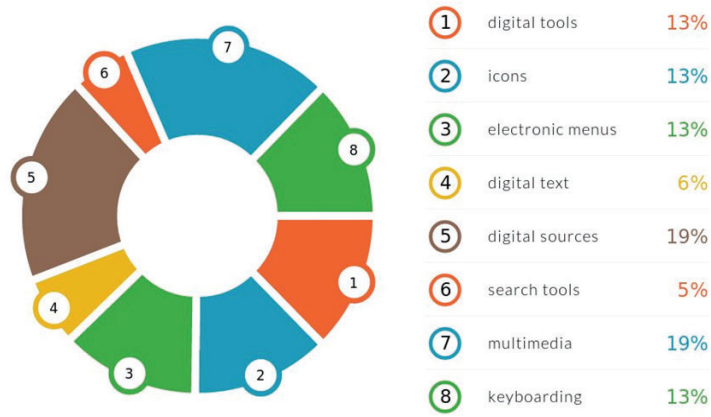 1 digital tools 13%
2 icons 13%
3 electronic menus 13%
4 digital text 6%
5 digital sources 19%
6 search tools 5%
7 multimedia 19%
8 keyboarding 13%
7
6
8
5
1
4
3
2